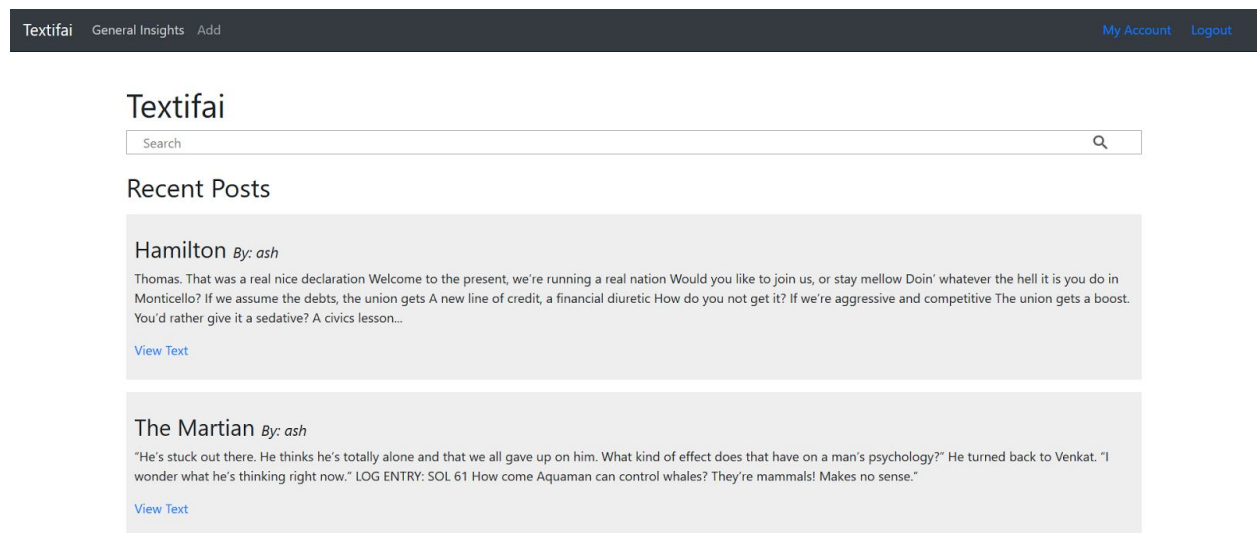 Textifai General Insights Add My Account Logout
Textifai
Search
Recent Posts
Hamilton By: ash
Thomas. That was a real nice declaration Welcome to the present, we’re running a real nation Would you like to join us, or stay mellow Doin’ whatever the hell it is you do in
Monticello? If we assume the debts, the union gets A new line of credit, a financial diuretic How do you not get it? If we’re aggressive and competitive The union gets a boost.
You’d rather give it a sedative? A civics lesson...
View Text
The Martian By: ash
“He’s stuck out there. He thinks he’s totally alone and that we all gave up on him. What kind of effect does that have on a man’s psychology?” He turned back to Venkat. “I
wonder what he’s thinking right now.” LOG ENTRY: SOL 61 How come Aquaman can control whales? They’re mammals! Makes no sense.”
View Text